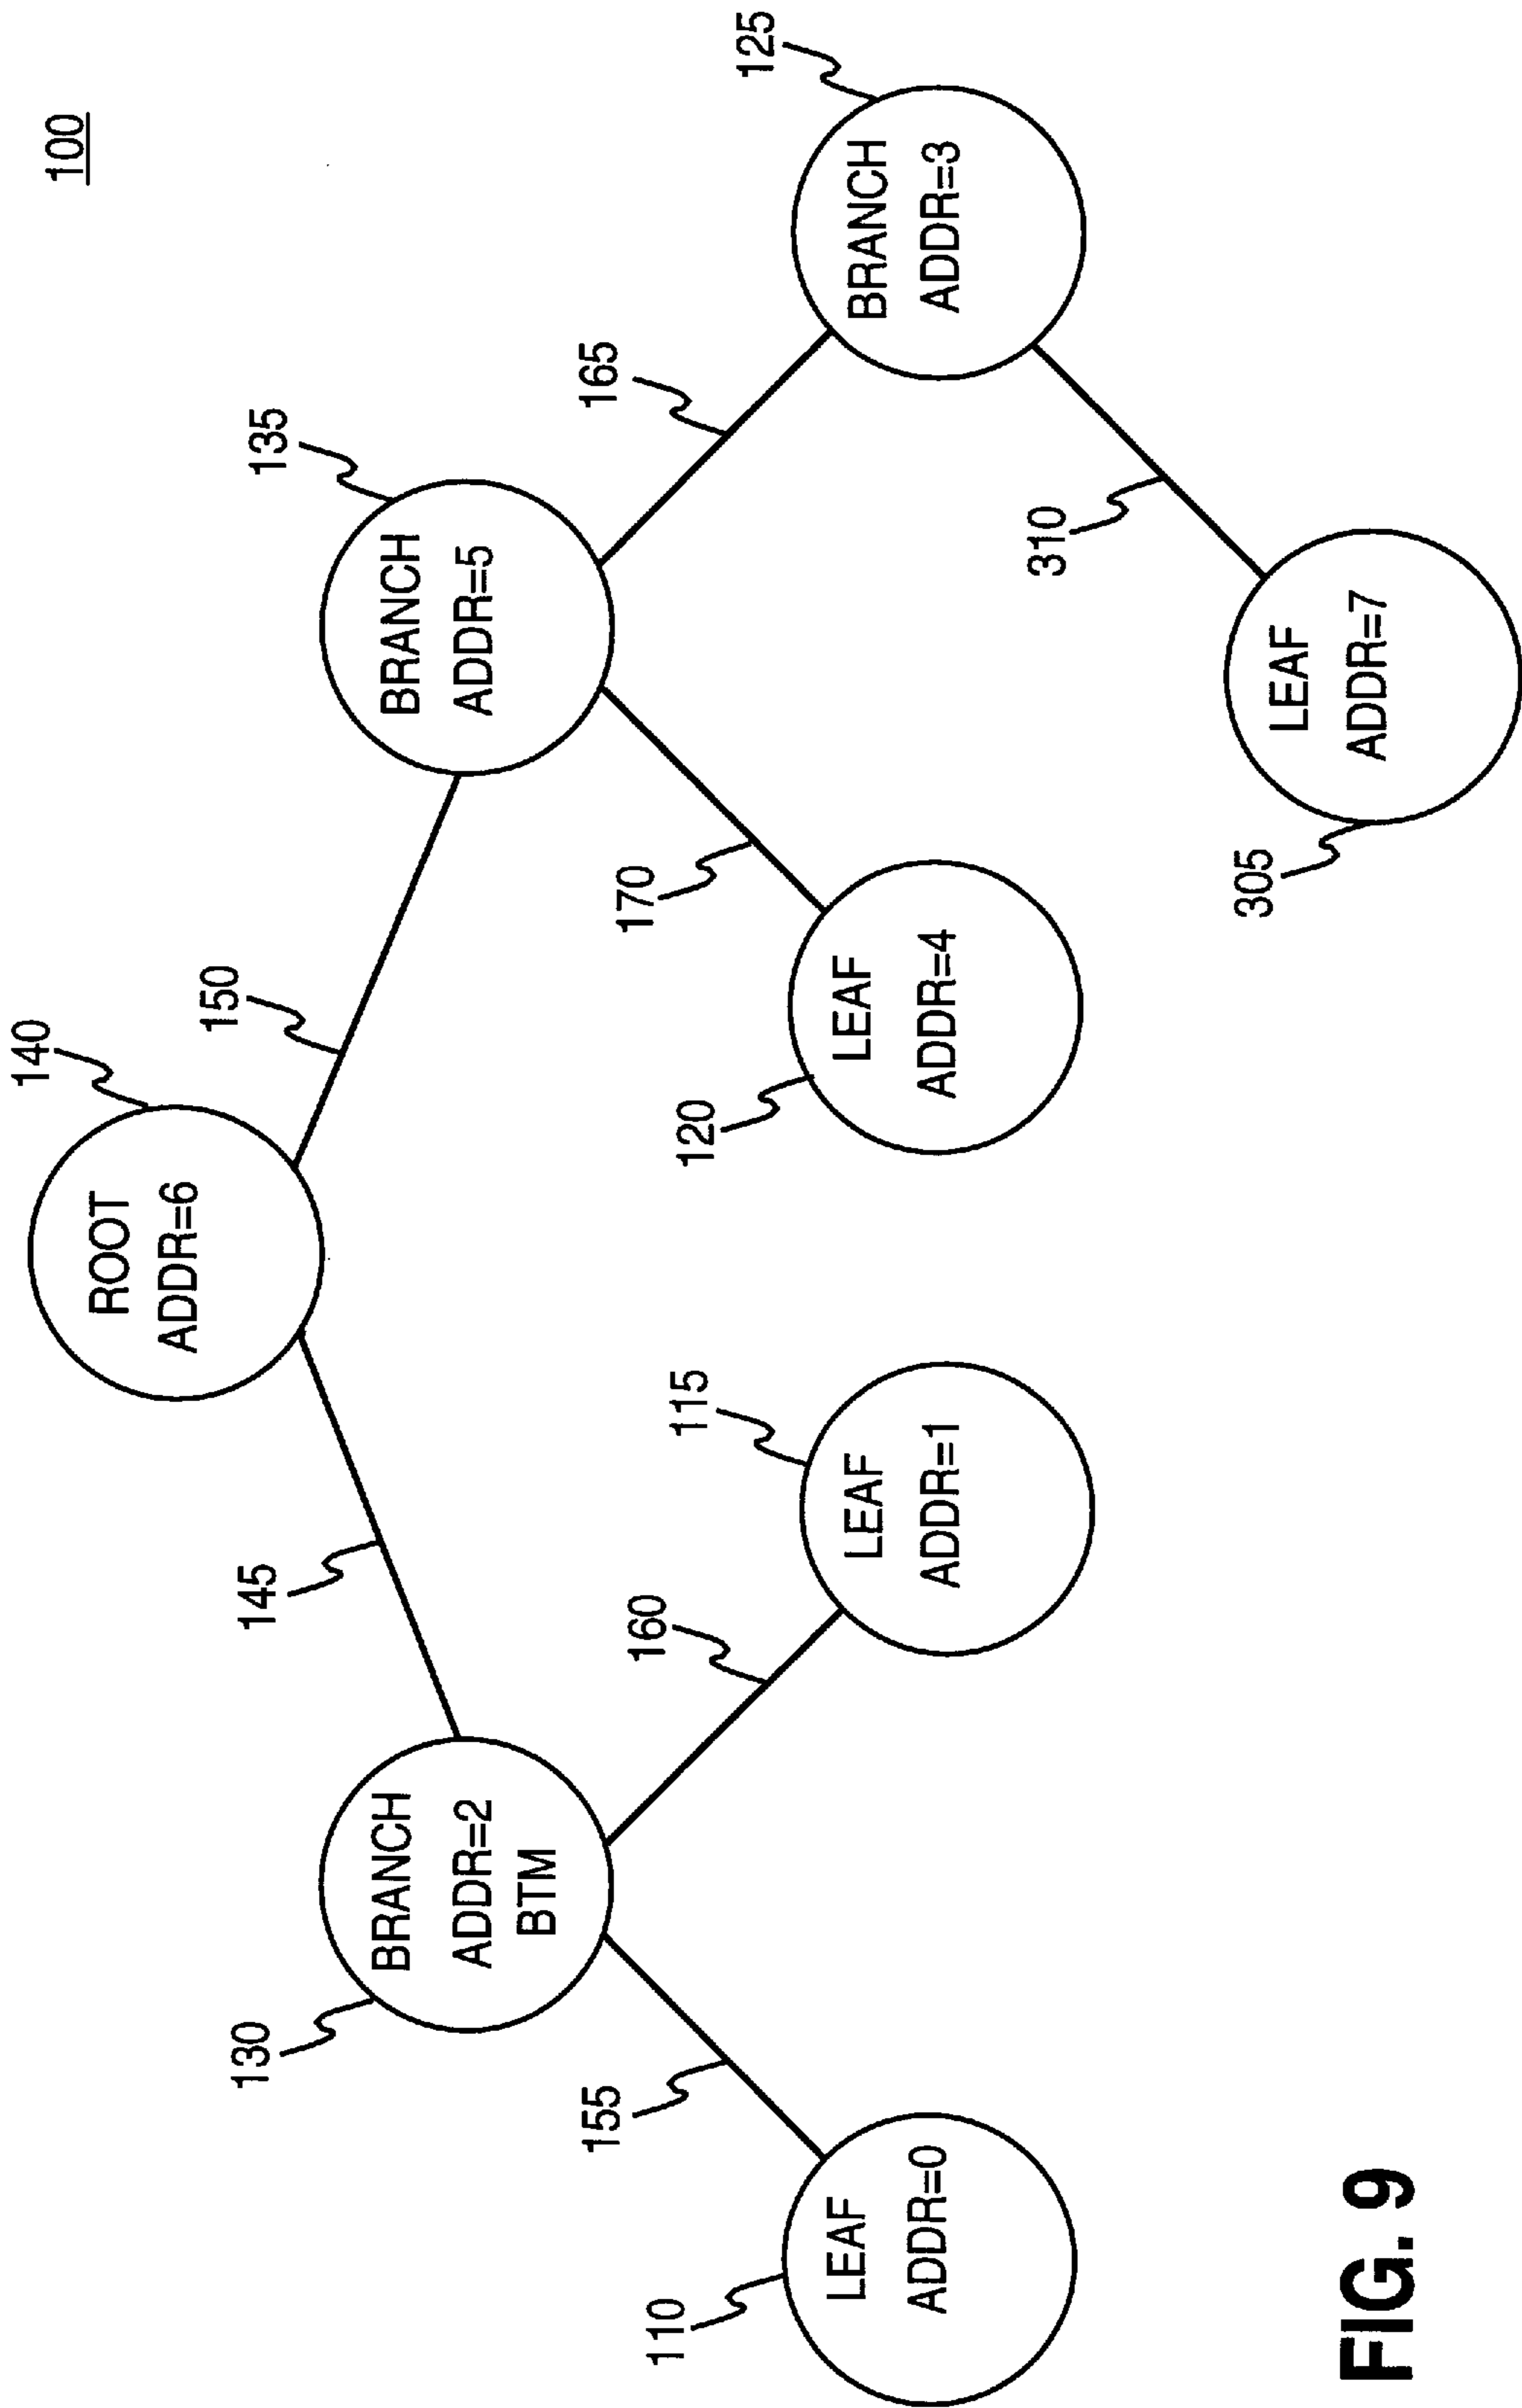 100
140
ROOT
ADDR=6
145
150
130
BRANCH
ADDR=2
BTM
135
BRANCH
ADDR=5
155
160
170
165
110
LEAF
ADDR=0
115
LEAF
ADDR=1
120
LEAF
ADDR=4
125
BRANCH
ADDR=3
310
305
LEAF
ADDR=7
FIG. 9